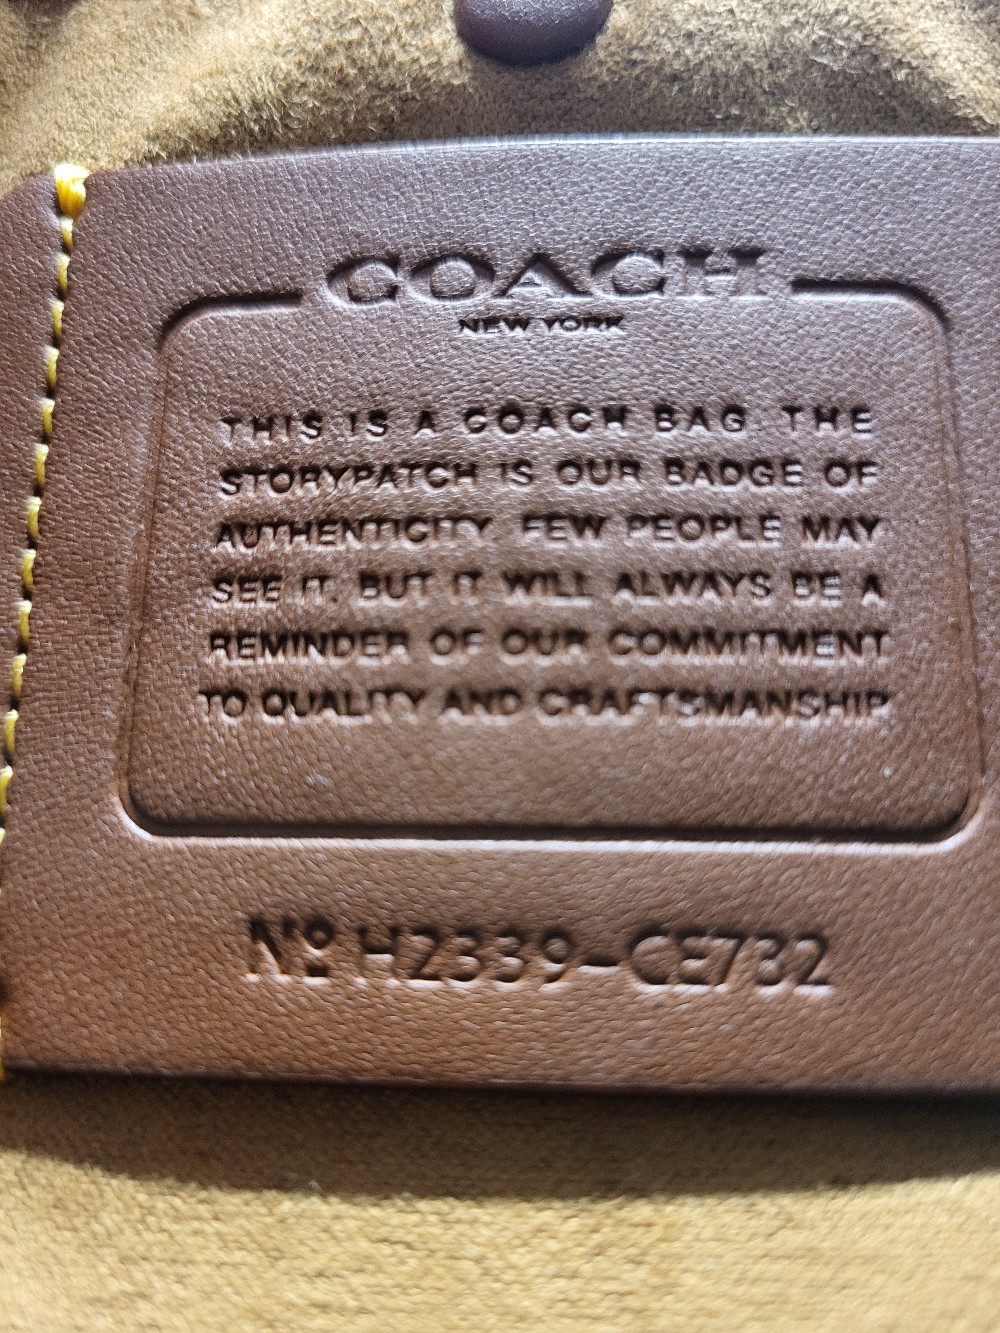 COACH
NEW YORK
THIS IS A COACH BAG. THE
STORYPATCH IS OUR BADGE OF
AUTHENTICITY. FEW PEOPLE MAY
SEE IT, BUT IT WILL ALWAYS BE A
REMINDER OF OUR COMMITMENT
TO QUALITY AND CRAFTSMANSHIP
Nº H2339-CE732